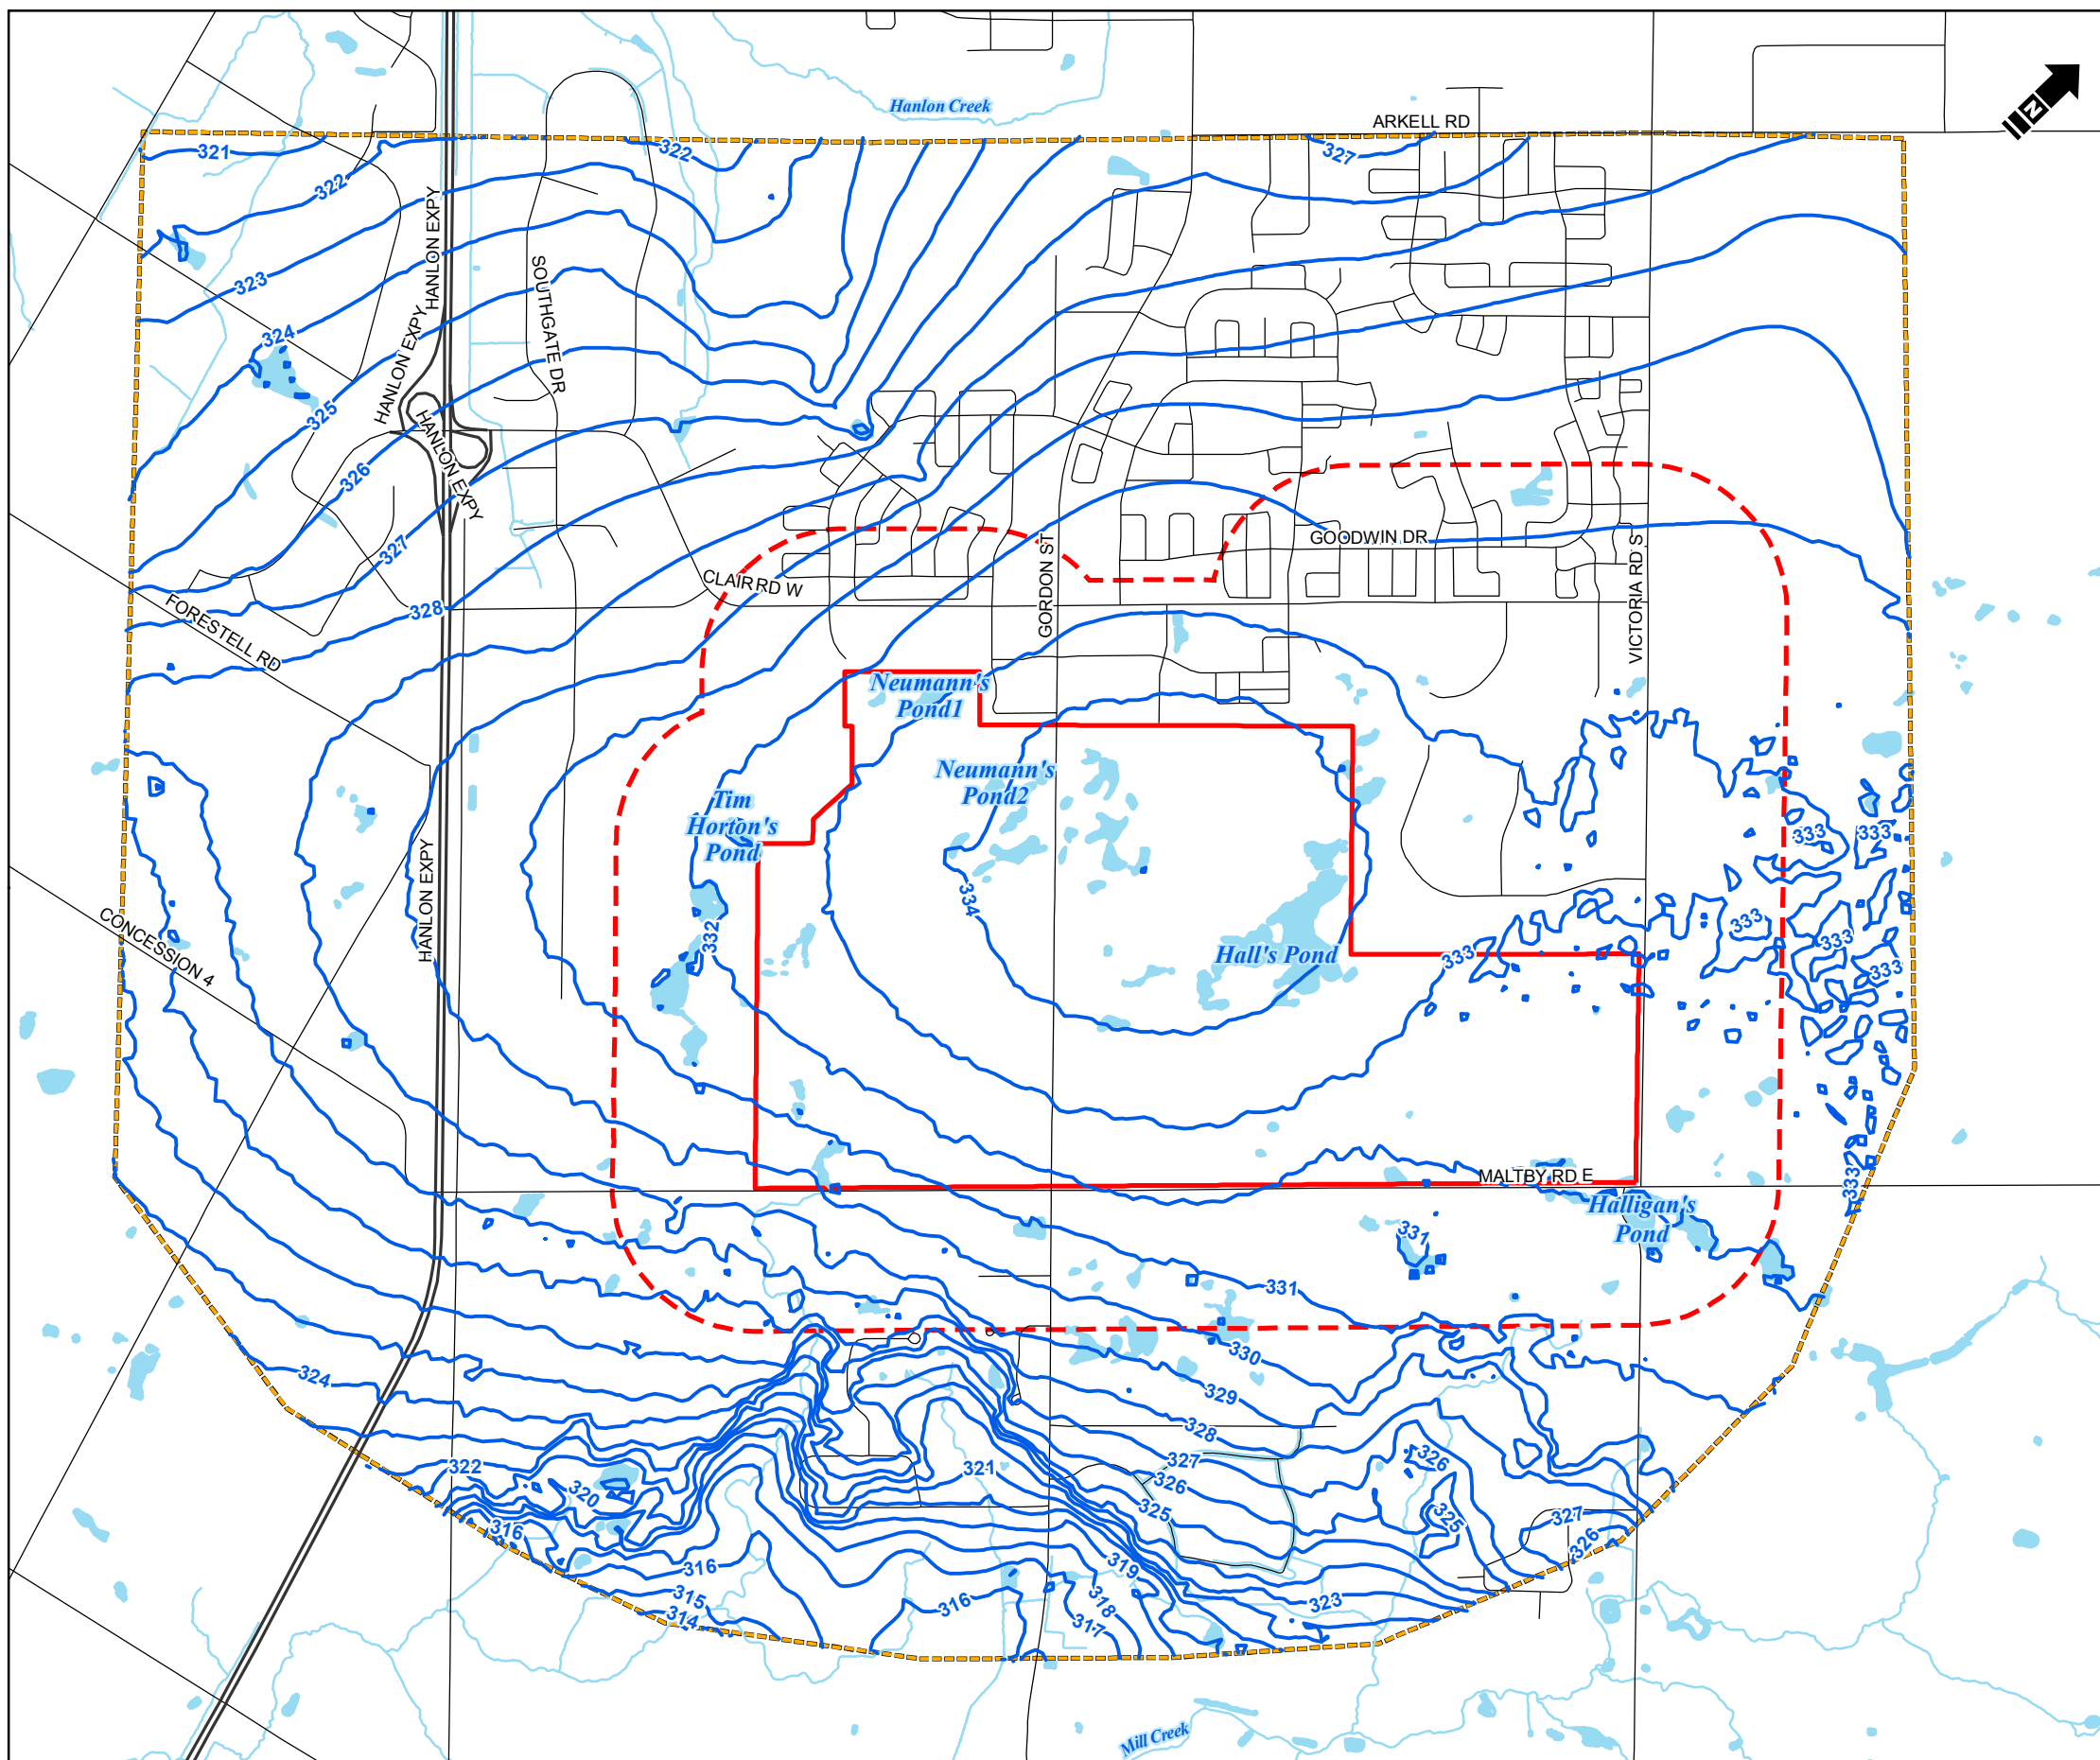 Hanlon Creek
ARKELL RD
N
321
322
327
322
HANLON EXPY
323
SOUTHGATE DR
324
HANLON EXPY
325
HANLON EXPY
326
327
GOODWIN DR
GORDON ST
VICTORIA RD S
CLAIR RD W
328
FORESTELL RD
Neumann's
Pond1
Neumann's
Pond2
Tim
Horton's
Pond
333
333
HANLON EXPY
334
332
333
333
333
333
Hall's Pond
CONCESSION 4
MALTBY RD E
332
Halligan's
Pond
331
331
330
329
324
328
327
326
326
322
321
320
325
325
327
316
326
319
316
315
314
316
318
317
323
Mill Creek